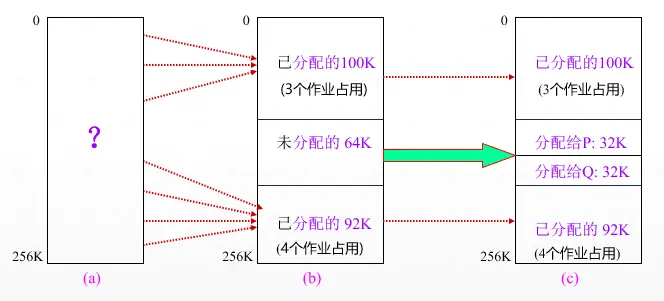 0
?
256K
(a)
0
已分配的100K
(3个作业占用)
未分配的 64K
已分配的 92K
(4个作业占用)
256K
(b)
0
已分配的100K
(3个作业占用)
分配给P: 32K
分配给Q: 32K
已分配的 92K
(4个作业占用)
256K
(c)